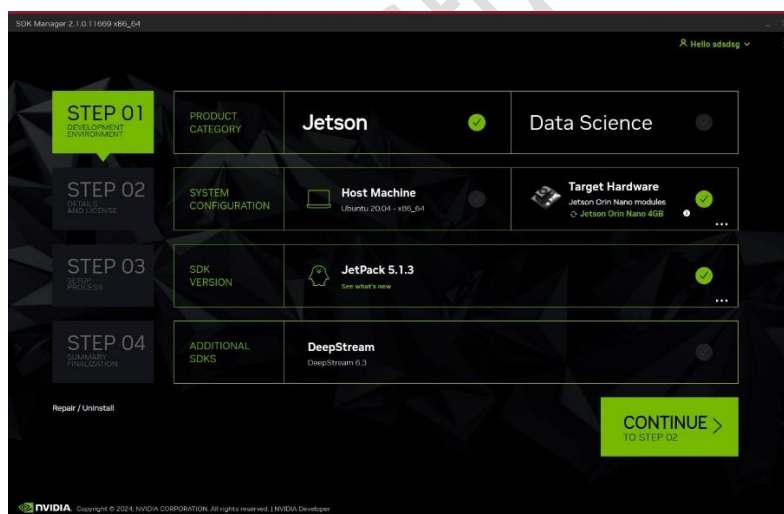 SDK Manager 2.1.0.11669 x86_64
Hello sdsdsg
STEP 01
DEVELOPMENT
ENVIRONMENT
PRODUCT
CATEGORY
Jetson
Data Science
STEP 02
DETAILS
AND LICENSE
SYSTEM
CONFIGURATION
Host Machine
Ubuntu 20.04 - x86_64
Target Hardware
Jetson Orin Nano modules
Jetson Orin Nano 4GB
STEP 03
SETUP
PROCESS
SDK
VERSION
JetPack 5.1.3
See what's new
STEP 04
SUMMARY
FINALIZATION
ADDITIONAL
SDKS
DeepStream
DeepStream 6.3
Repair / Uninstall
CONTINUE >
TO STEP 02
NVIDIA. Copyright © 2024, NVIDIA CORPORATION. All rights reserved. | NVIDIA Developer